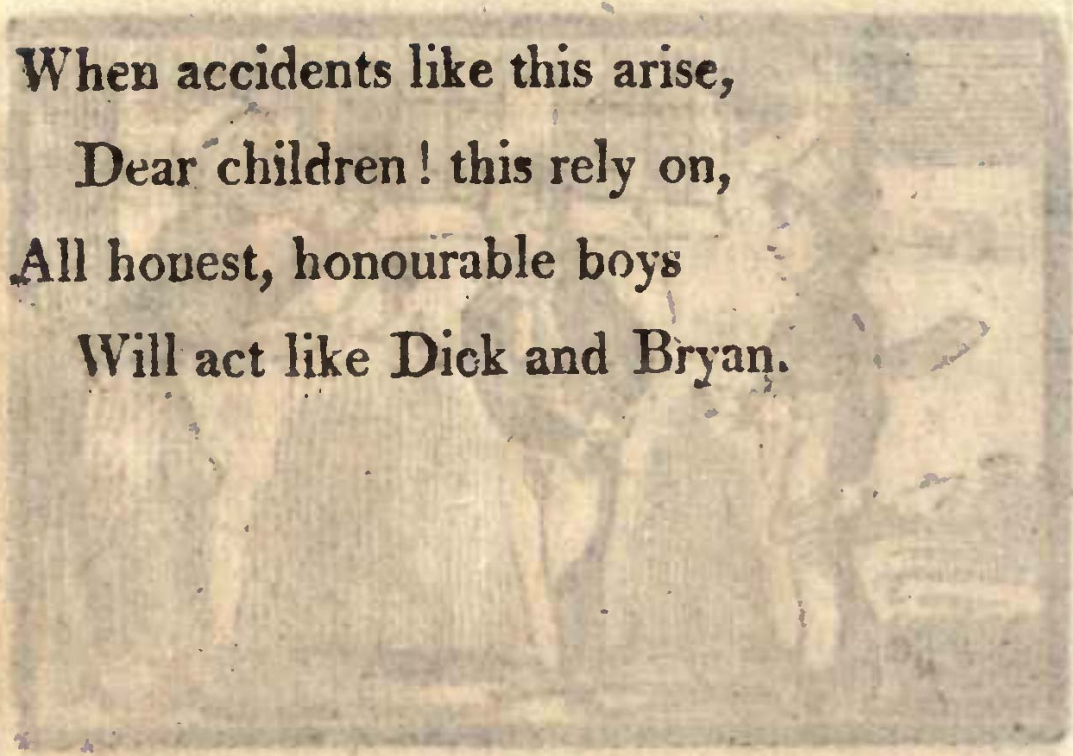 When accidents like this arise,
Dear children! this rely on,
All honest, honourable boys
Will act like Dick and Bryan.